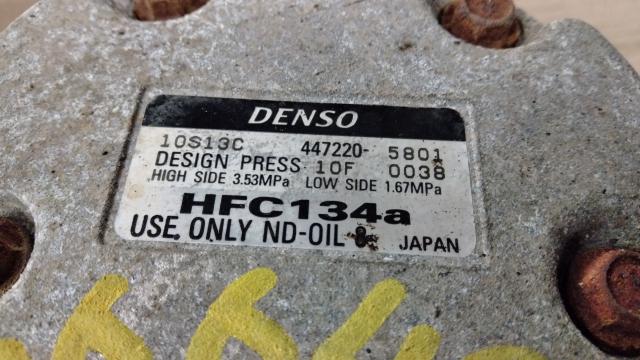 DENSO
10S13C 447220- 5801
DESIGN PRESS 10F 0038
HIGH SIDE 3.53MPa LOW SIDE 1.67MPa
HFC134a
USE ONLY ND-OIL 8 JAPAN